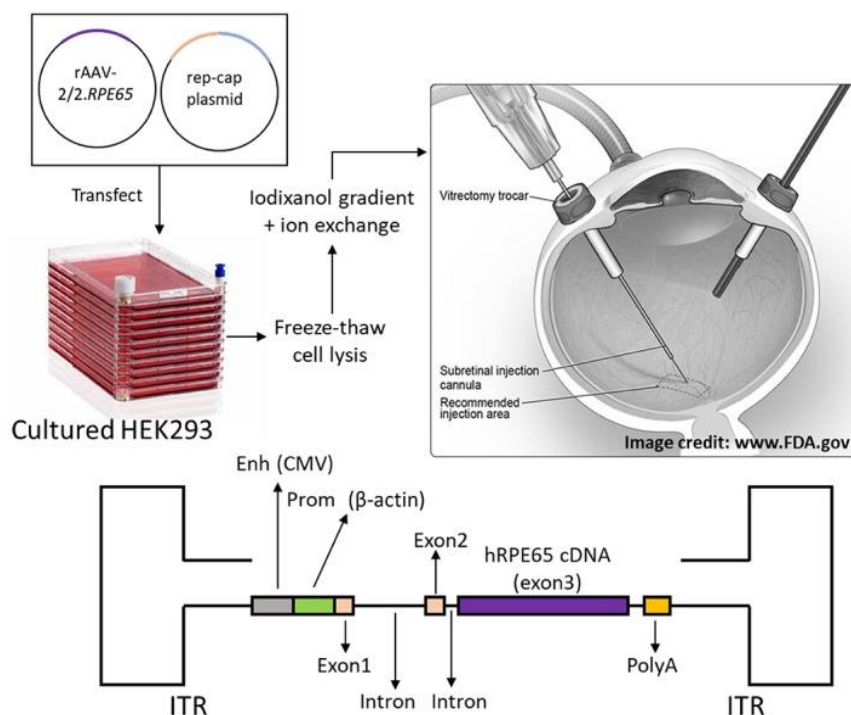 rAAV-
2/2.RPE65
rep-cap
plasmid
Transfect
Iodixanol gradient
+ ion exchange
Freeze-thaw
cell lysis
Cultured HEK293
Vitrectomy trocar
Subretinal injection
cannula
Recommended
injection area
Image credit: www.FDA.gov
Enh (CMV)
Prom (β-actin)
Exon2
hRPE65 cDNA
(exon3)
Exon1
Intron
Intron
PolyA
ITR
ITR